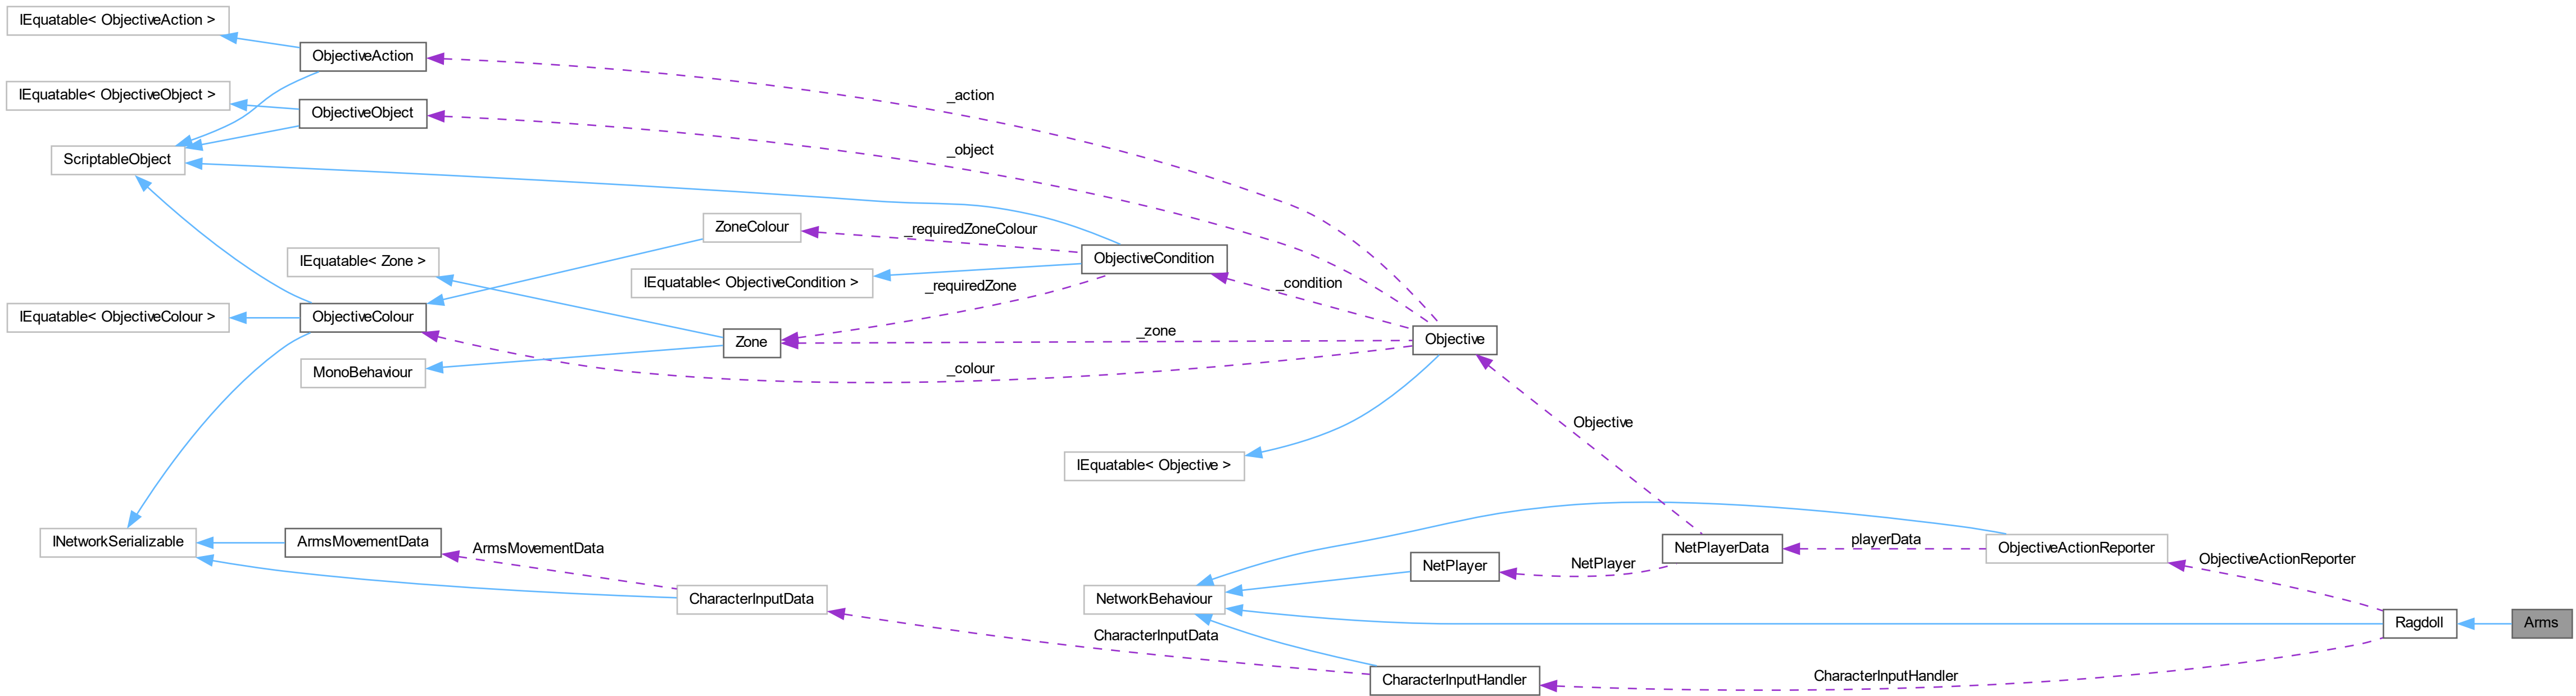 IEquatable< ObjectiveAction >
ObjectiveAction
IEquatable< ObjectiveObject >
_action
ObjectiveObject
ScriptableObject
_object
ZoneColour
_requiredZoneColour
IEquatable< Zone >
ObjectiveCondition
IEquatable< ObjectiveCondition >
_requiredZone
_condition
IEquatable< ObjectiveColour >
ObjectiveColour
Zone
_zone
Objective
MonoBehaviour
_colour
Objective
IEquatable< Objective >
INetworkSerializable
ArmsMovementData
ArmsMovementData
NetPlayerData
playerData
ObjectiveActionReporter
ObjectiveActionReporter
NetPlayer
NetPlayer
CharacterInputData
NetworkBehaviour
Ragdoll
Arms
CharacterInputData
CharacterInputHandler
CharacterInputHandler